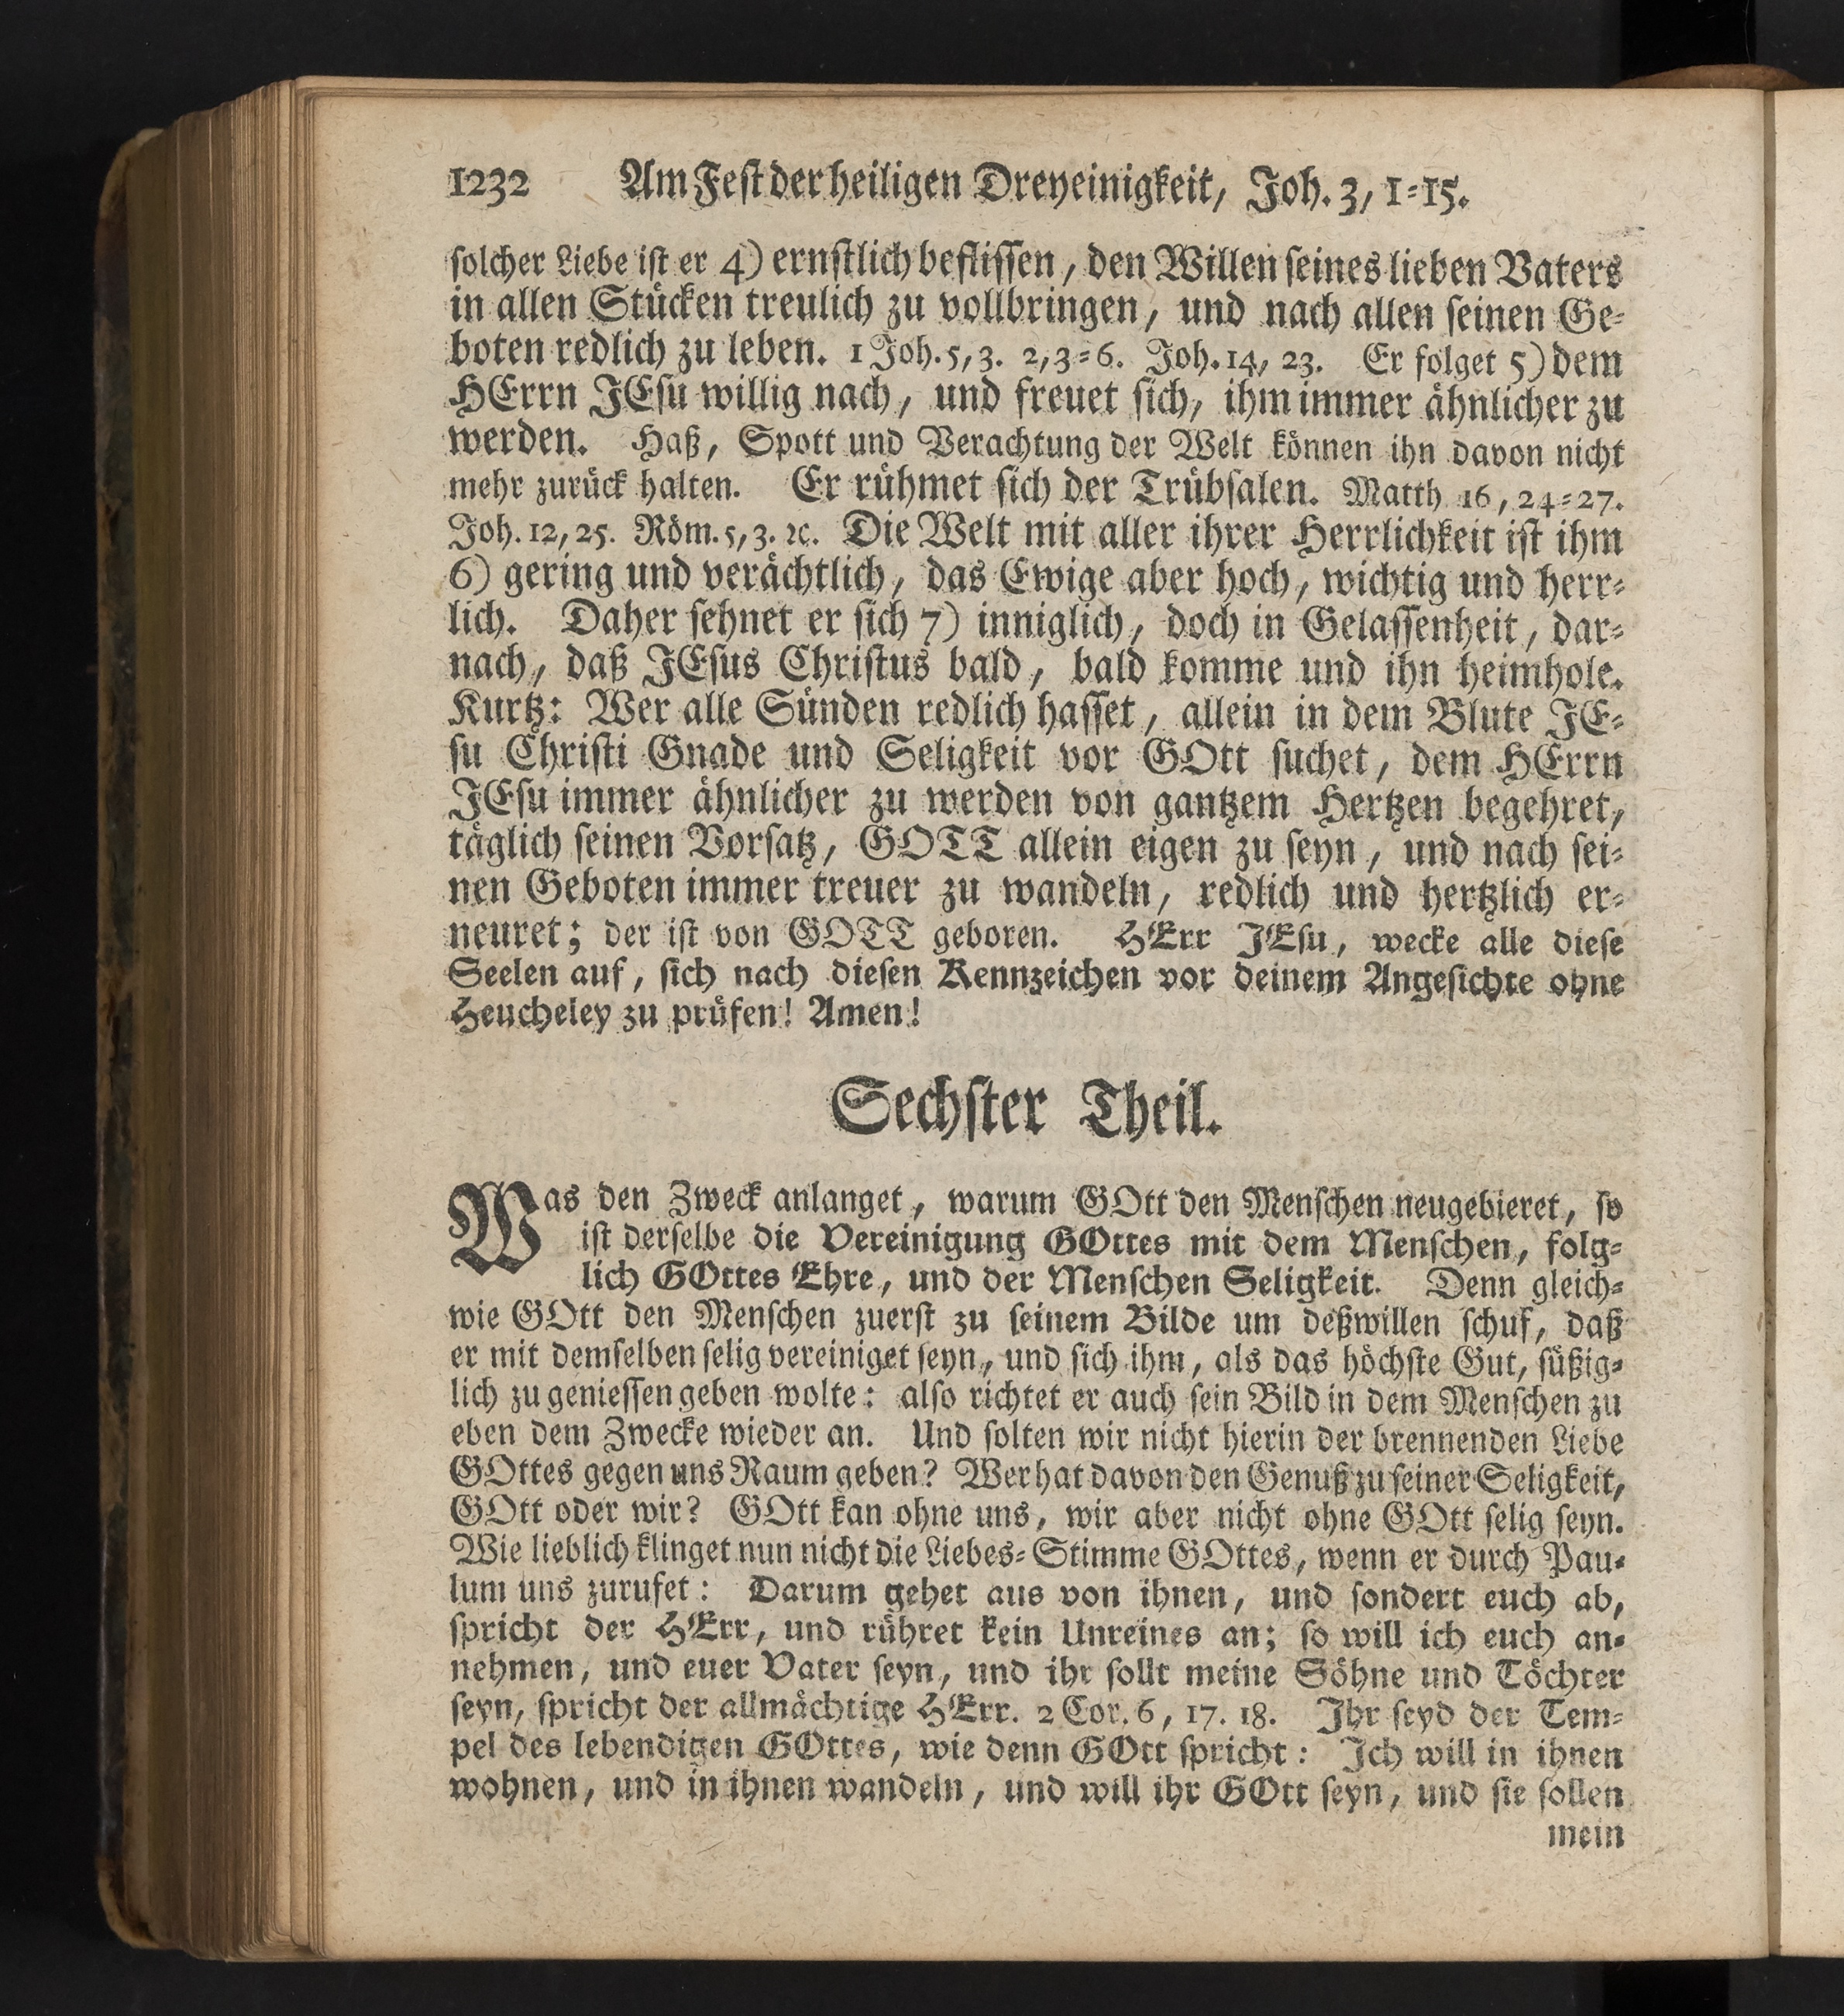 1232 Am Fest der heiligen Dreyeinigkeit, Joh. 3, 1=15.
solcher Liebe ist er 4) ernstlich beflissen, den Willen seines lieben Vaters
in allen Stücken treulich zu vollbringen, und nach allen seinen Ge=
boten redlich zu leben. 1 Joh. 5, 3. 2, 3=6. Joh. 14, 23. Er folget 5) dem
HErrn JEsu willig nach, und freuet sich, ihm immer ähnlicher zu
werden. Haß, Spott und Verachtung der Welt können ihn davon nicht
mehr zurück halten. Er rühmet sich der Trübsalen. Matth 16, 24=27.
Joh. 12, 25. Röm. 5, 3. ꝛc. Die Welt mit aller ihrer Herrlichkeit ist ihm
6) gering und verächtlich, das Ewige aber hoch, wichtig und herr=
lich. Daher sehnet er sich 7) inniglich, doch in Gelassenheit, dar=
nach, daß JEsus Christus bald, bald komme und ihn heimhole.
Kurtz: Wer alle Sünden redlich hasset, allein in dem Blute JE=
su Christi Gnade und Seligkeit vor GOtt suchet, dem HErrn
JEsu immer ähnlicher zu werden von gantzem Hertzen begehret,
täglich seinen Vorsatz, GOTT allein eigen zu seyn, und nach sei=
nen Geboten immer treuer zu wandeln, redlich und hertzlich er=
neuret; der ist von GOTT geboren. HErr JEsu, wecke alle diese
Seelen auf, sich nach diesen Kennzeichen vor deinem Angesichte ohne
Heucheley zu prüfen! Amen!
Sechster Theil.
Was den Zweck anlanget, warum GOtt den Menschen neugebieret, so
ist derselbe die Vereinigung GOttes mit dem Menschen, folg=
lich GOttes Ehre, und der Menschen Seligkeit. Denn gleich=
wie GOtt den Menschen zuerst zu seinem Bilde um deßwillen schuf, daß
er mit demselben selig vereiniget seyn, und sich ihm, als das höchste Gut, süßig=
lich zu geniessen geben wolte: also richtet er auch sein Bild in dem Menschen zu
eben dem Zwecke wieder an. Und solten wir nicht hierin der brennenden Liebe
GOttes gegen uns Raum geben? Wer hat davon den Genuß zu seiner Seligkeit,
GOtt oder wir? GOtt kan ohne uns, wir aber nicht ohne GOtt selig seyn.
Wie lieblich klinget nun nicht die Liebes=Stimme GOttes, wenn er durch Pau=
lum uns zurufet: Darum gehet aus von ihnen, und sondert euch ab,
spricht der HErr, und rühret kein Unreines an; so will ich euch an=
nehmen, und euer Vater seyn, und ihr sollt meine Söhne und Töchter
seyn, spricht der allmächtige HErr. 2 Cor. 6, 17. 18. Ihr seyd der Tem=
pel des lebendigen GOttes, wie denn GOtt spricht: Ich will in ihnen
wohnen, und in ihnen wandeln, und will ihr GOtt seyn, und sie sollen
mein